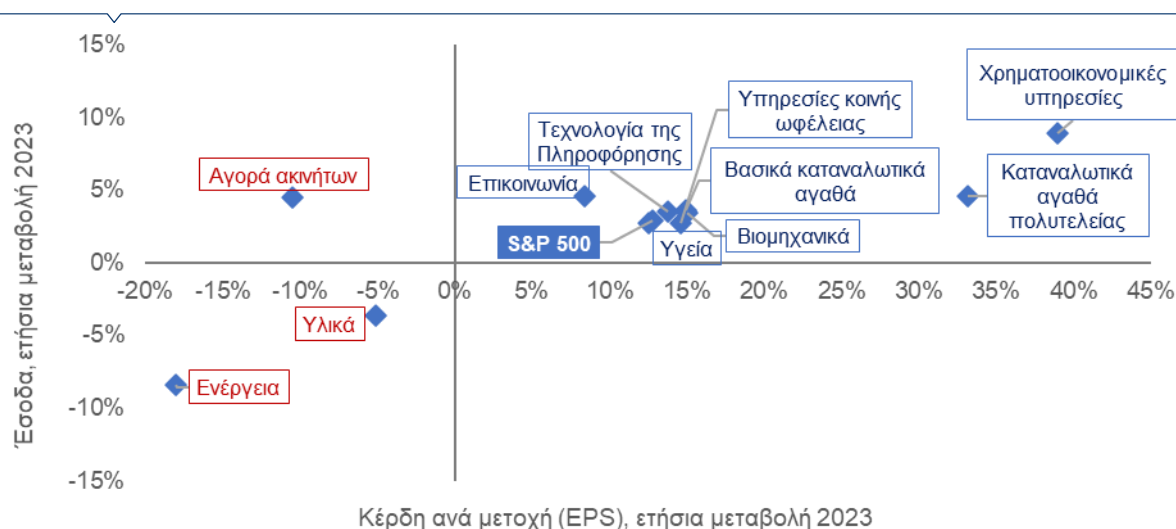 15%
10%
5%
0%
-5%
-10%
-15%
-20%
-15%
-10%
-5%
0%
5%
10%
15%
20%
25%
30%
35%
40%
45%
Έσοδα, ετήσια μεταβολή 2023
Αγορά ακινήτων
Υλικά
Ενέργεια
Επικοινωνία
Τεχνολογία της
Πληροφόρησης
S&P 500
Υγεία
Υπηρεσίες κοινής
ωφέλειας
Βασικά καταναλωτικά
αγαθά
Βιομηχανικά
Χρηματοοικονομικές
υπηρεσίες
Καταναλωτικά
αγαθά
πολυτελείας
Κέρδη ανά μετοχή (EPS), ετήσια μεταβολή 2023